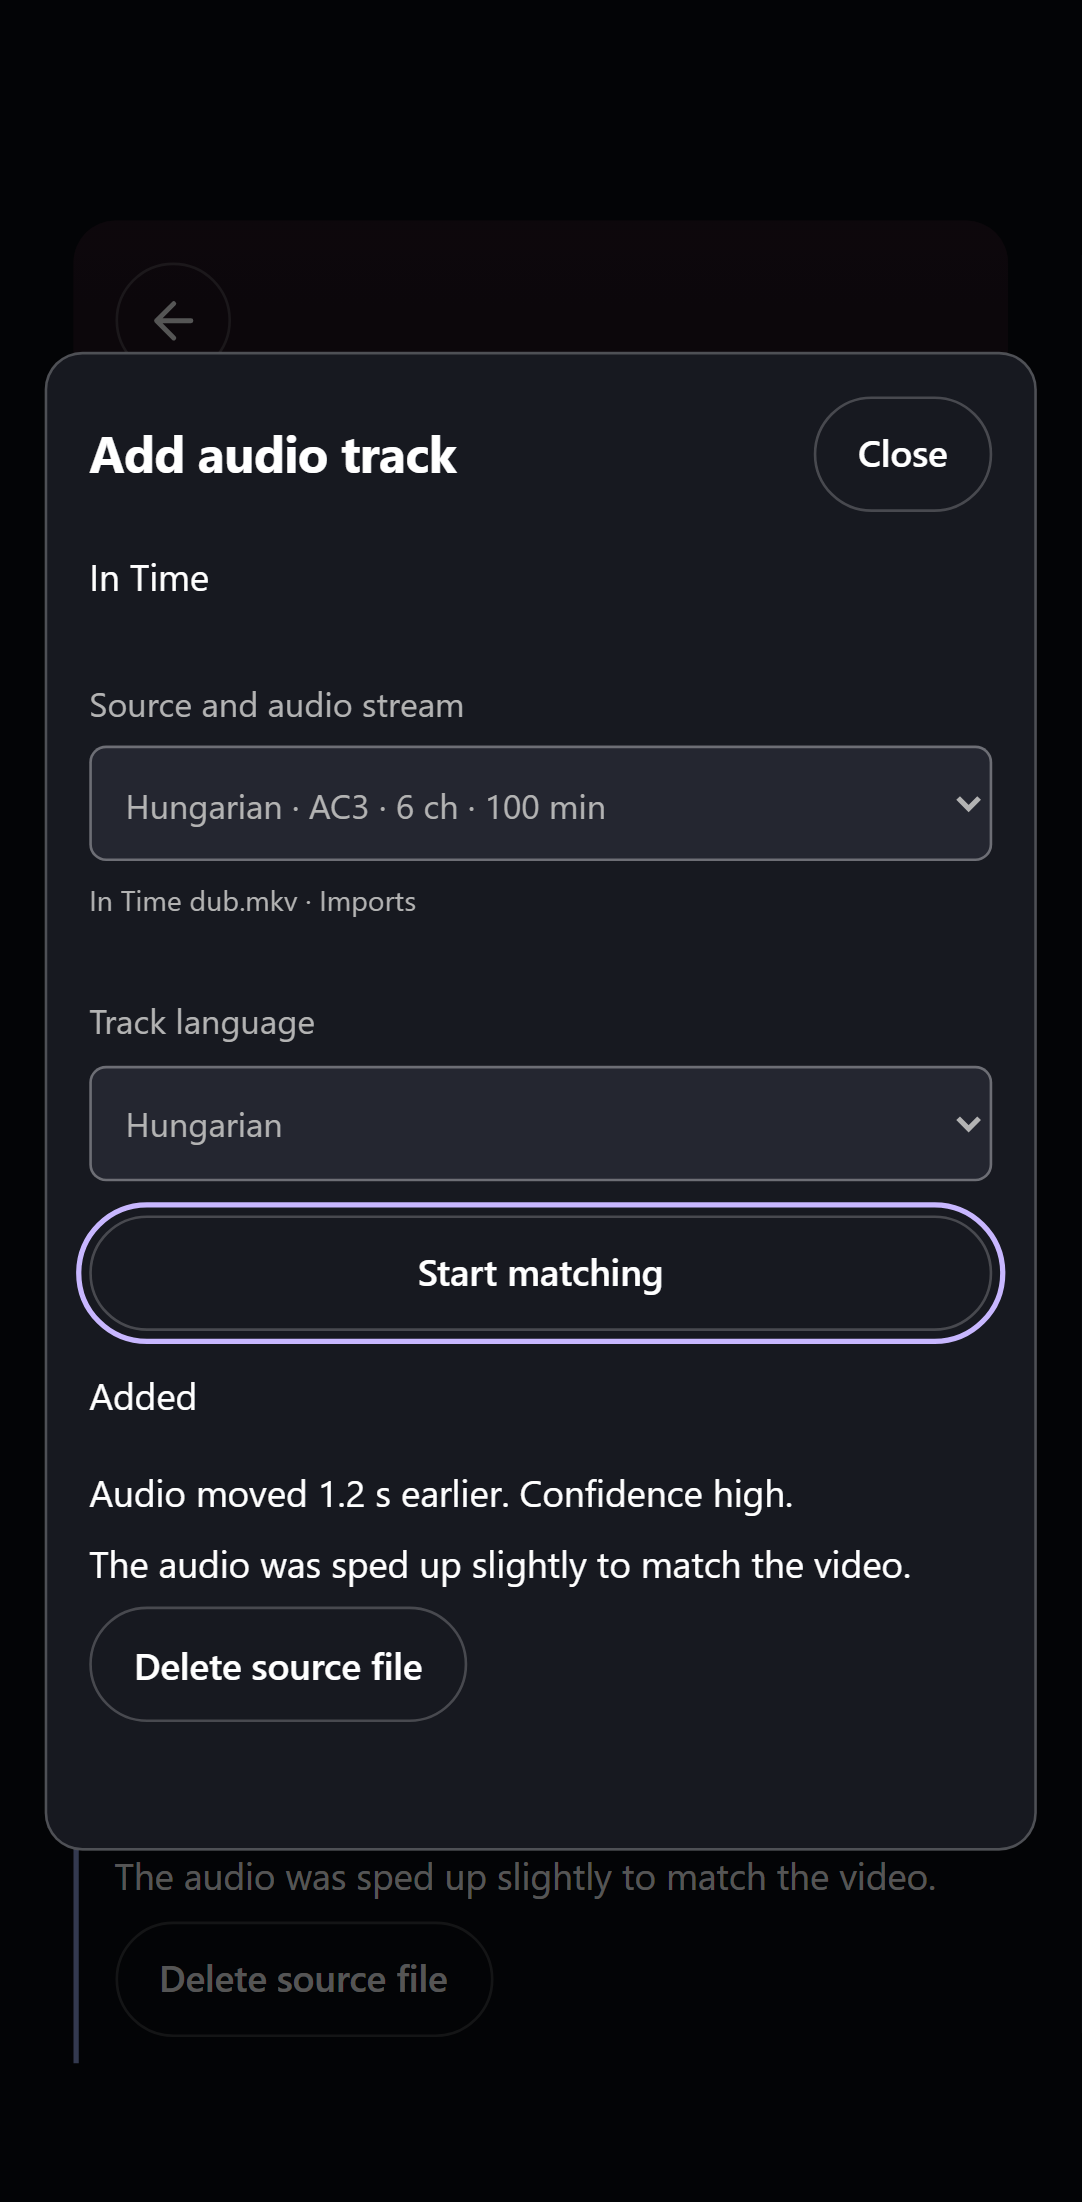 Add audio track
Close
In Time
Source and audio stream
Hungarian · AC3 · 6 ch · 100 min
In Time dub.mkv · Imports
Track language
Hungarian
Start matching
Added
Audio moved 1.2 s earlier. Confidence high.
The audio was sped up slightly to match the video.
Delete source file
The audio was sped up slightly to match the video.
Delete source file